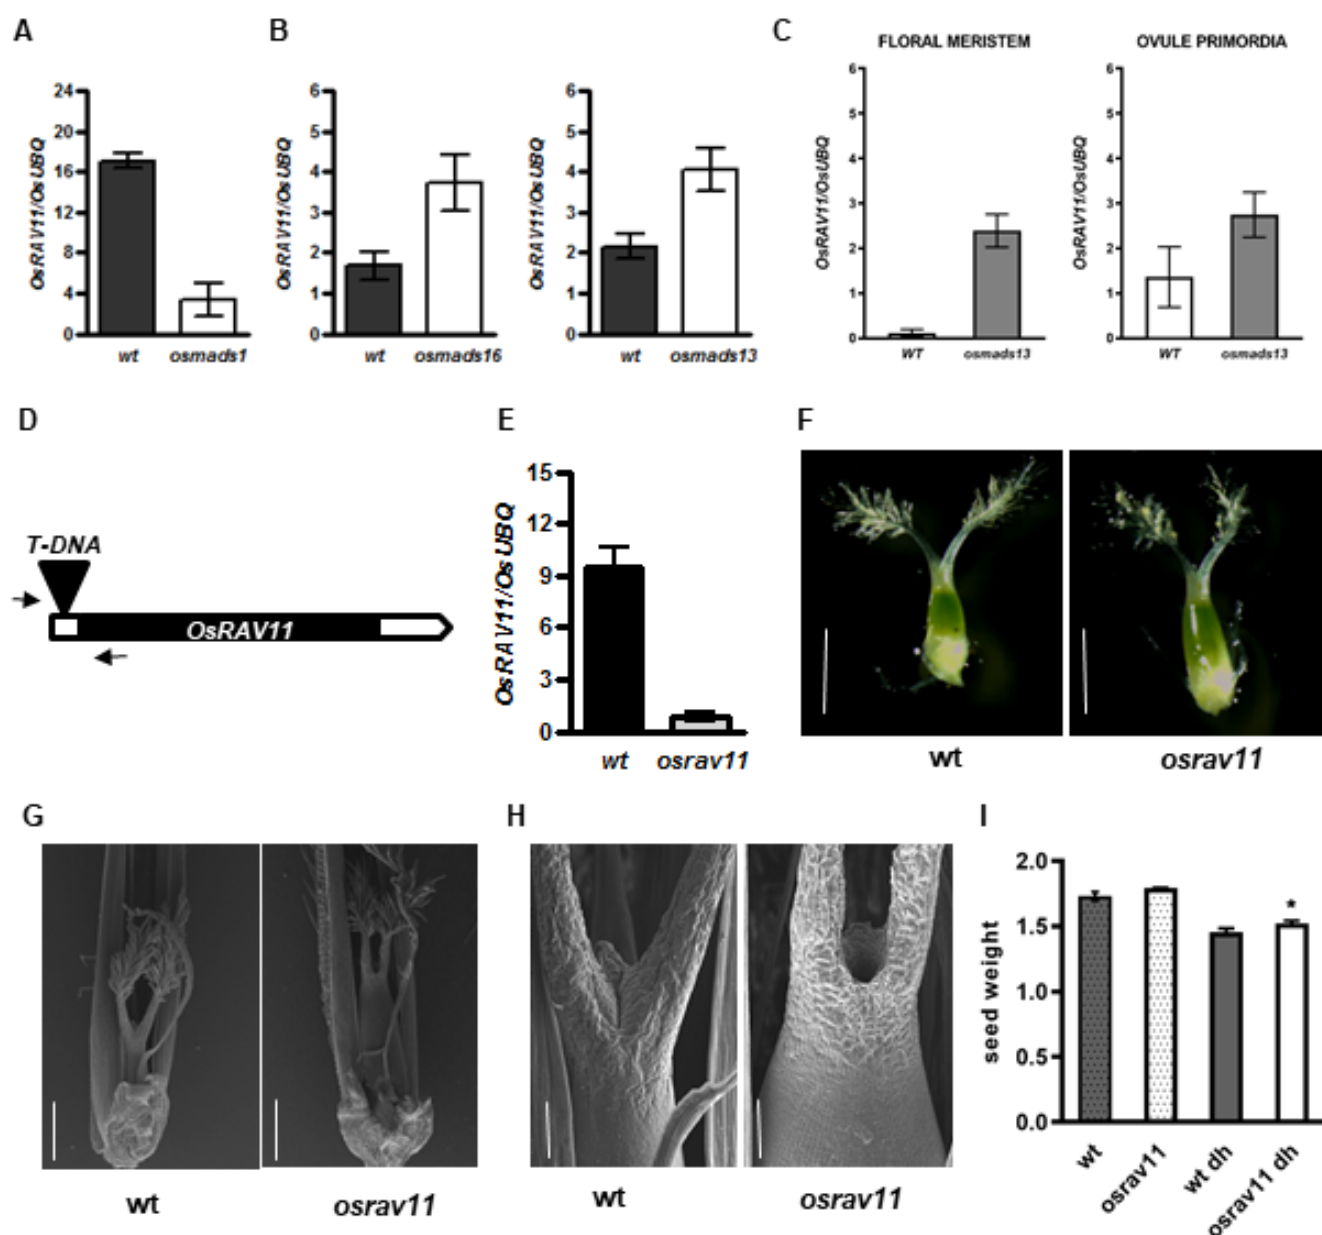 A
B
C
FLORAL MERISTEM
OVULE PRIMORDIA
OsRAV11/OsUBQ
24
20
16
12
8
4
0
wt
osmads1
OsRAV11/OsUBQ
6
5
4
3
2
1
0
wt
osmads16
OsRAV11/OsUBQ
6
5
4
3
2
1
0
wt
osmads13
OsRAV11/OsUBQ
6
5
4
3
2
1
0
WT
osmads13
OsRAV11/OsUBQ
6
5
4
3
2
1
0
WT
osmads13
D
T-DNA
OsRAV11
E
OsRAV11/OsUBQ
15
12
9
6
3
0
wt
osrav11
F
wt
osrav11
G
wt
osrav11
H
wt
osrav11
I
seed weight
2.0
1.5
1.0
0.5
0.0
*
wt
osrav11
wt dh
osrav11 dh